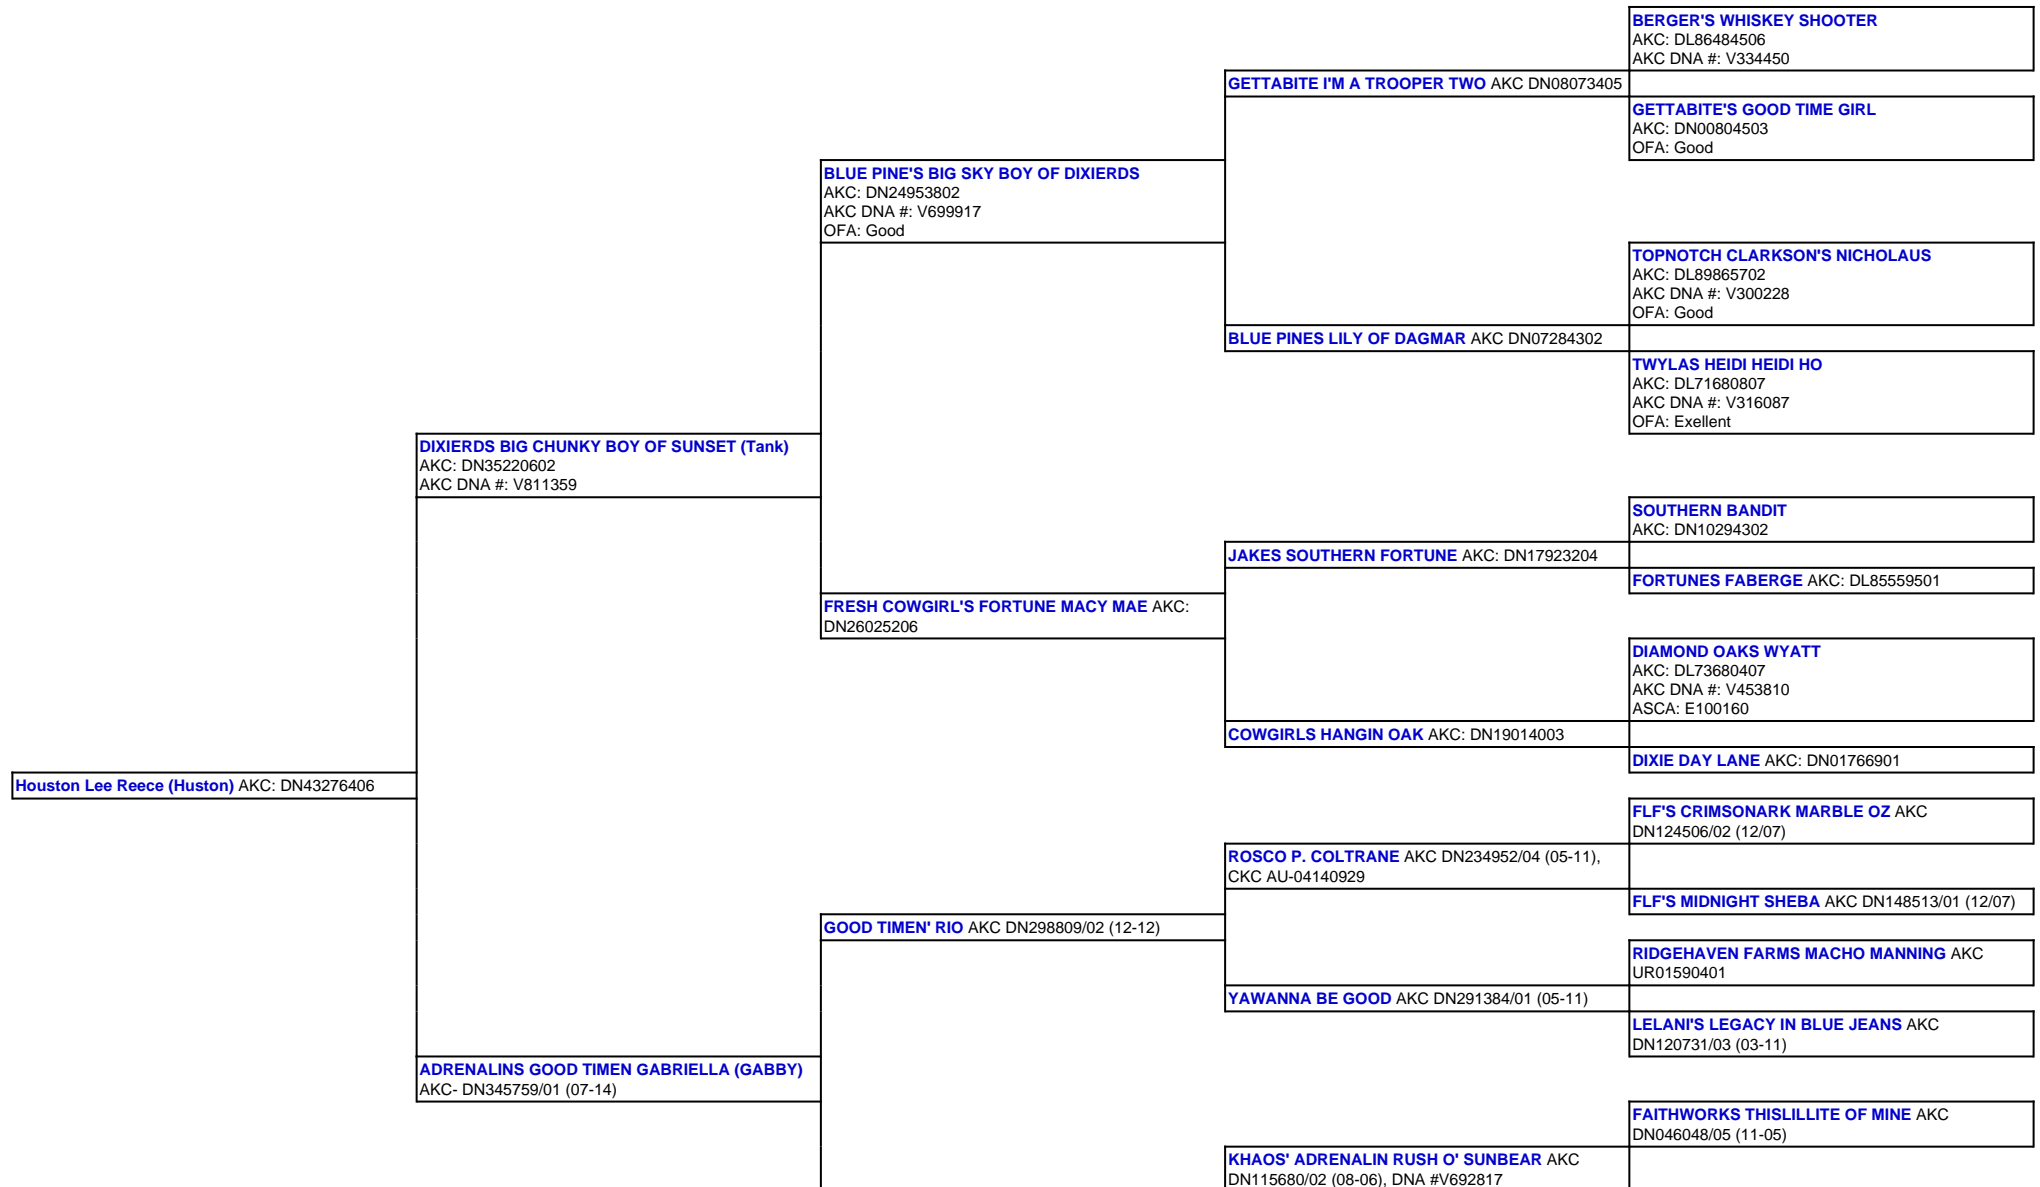 BERGER'S WHISKEY SHOOTER
AKC: DL86484506
AKC DNA #: V334450
GETTABITE I'M A TROOPER TWO AKC DN08073405
GETTABITE'S GOOD TIME GIRL
AKC: DN00804503
OFA: Good
BLUE PINE'S BIG SKY BOY OF DIXIERDS
AKC: DN24953802
AKC DNA #: V699917
OFA: Good
TOPNOTCH CLARKSON'S NICHOLAUS
AKC: DL89865702
AKC DNA #: V300228
OFA: Good
BLUE PINES LILY OF DAGMAR AKC DN07284302
TWYLAS HEIDI HEIDI HO
AKC: DL71680807
AKC DNA #: V316087
OFA: Exellent
DIXIERDS BIG CHUNKY BOY OF SUNSET (Tank)
AKC: DN35220602
AKC DNA #: V811359
SOUTHERN BANDIT
AKC: DN10294302
JAKES SOUTHERN FORTUNE AKC: DN17923204
FORTUNES FABERGE AKC: DL85559501
FRESH COWGIRL'S FORTUNE MACY MAE AKC:
DN26025206
DIAMOND OAKS WYATT
AKC: DL73680407
AKC DNA #: V453810
ASCA: E100160
COWGIRLS HANGIN OAK AKC: DN19014003
DIXIE DAY LANE AKC: DN01766901
Houston Lee Reece (Huston) AKC: DN43276406
FLF'S CRIMSONARK MARBLE OZ AKC
DN124506/02 (12/07)
ROSCO P. COLTRANE AKC DN234952/04 (05-11),
CKC AU-04140929
FLF'S MIDNIGHT SHEBA AKC DN148513/01 (12/07)
GOOD TIMEN' RIO AKC DN298809/02 (12-12)
RIDGEHAVEN FARMS MACHO MANNING AKC
UR01590401
YAWANNA BE GOOD AKC DN291384/01 (05-11)
LELANI'S LEGACY IN BLUE JEANS AKC
DN120731/03 (03-11)
ADRENALINS GOOD TIMEN GABRIELLA (GABBY)
AKC- DN345759/01 (07-14)
FAITHWORKS THISLILLITE OF MINE AKC
DN046048/05 (11-05)
KHAOS' ADRENALIN RUSH O' SUNBEAR AKC
DN115680/02 (08-06), DNA #V692817